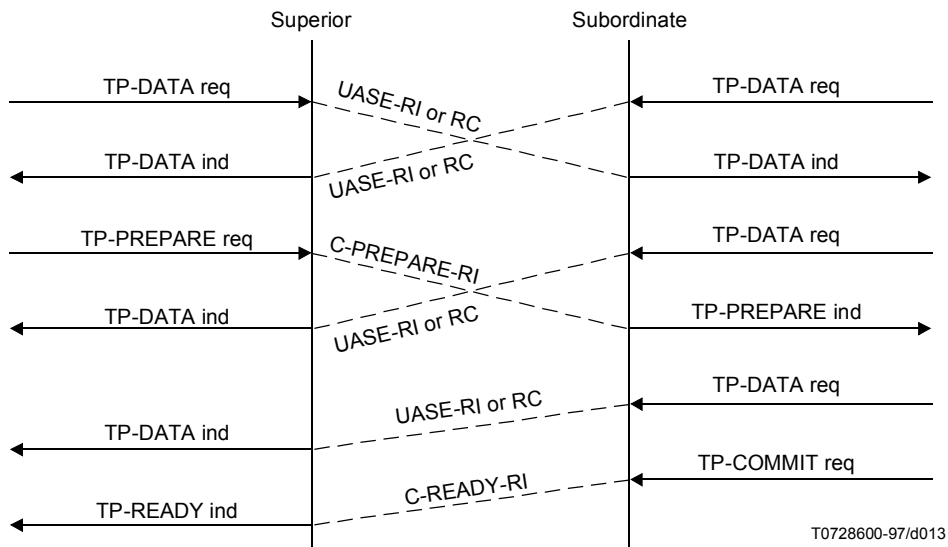 Superior
Subordinate
TP-DATA req
UASE-RI or RC
TP-DATA req
TP-DATA ind
UASE-RI or RC
TP-DATA ind
TP-PREPARE req
C-PREPARE-RI
TP-DATA req
TP-DATA ind
UASE-RI or RC
TP-PREPARE ind
UASE-RI or RC
TP-DATA req
TP-DATA ind
C-READY-RI
TP-COMMIT req
TP-READY ind
T0728600-97/d013